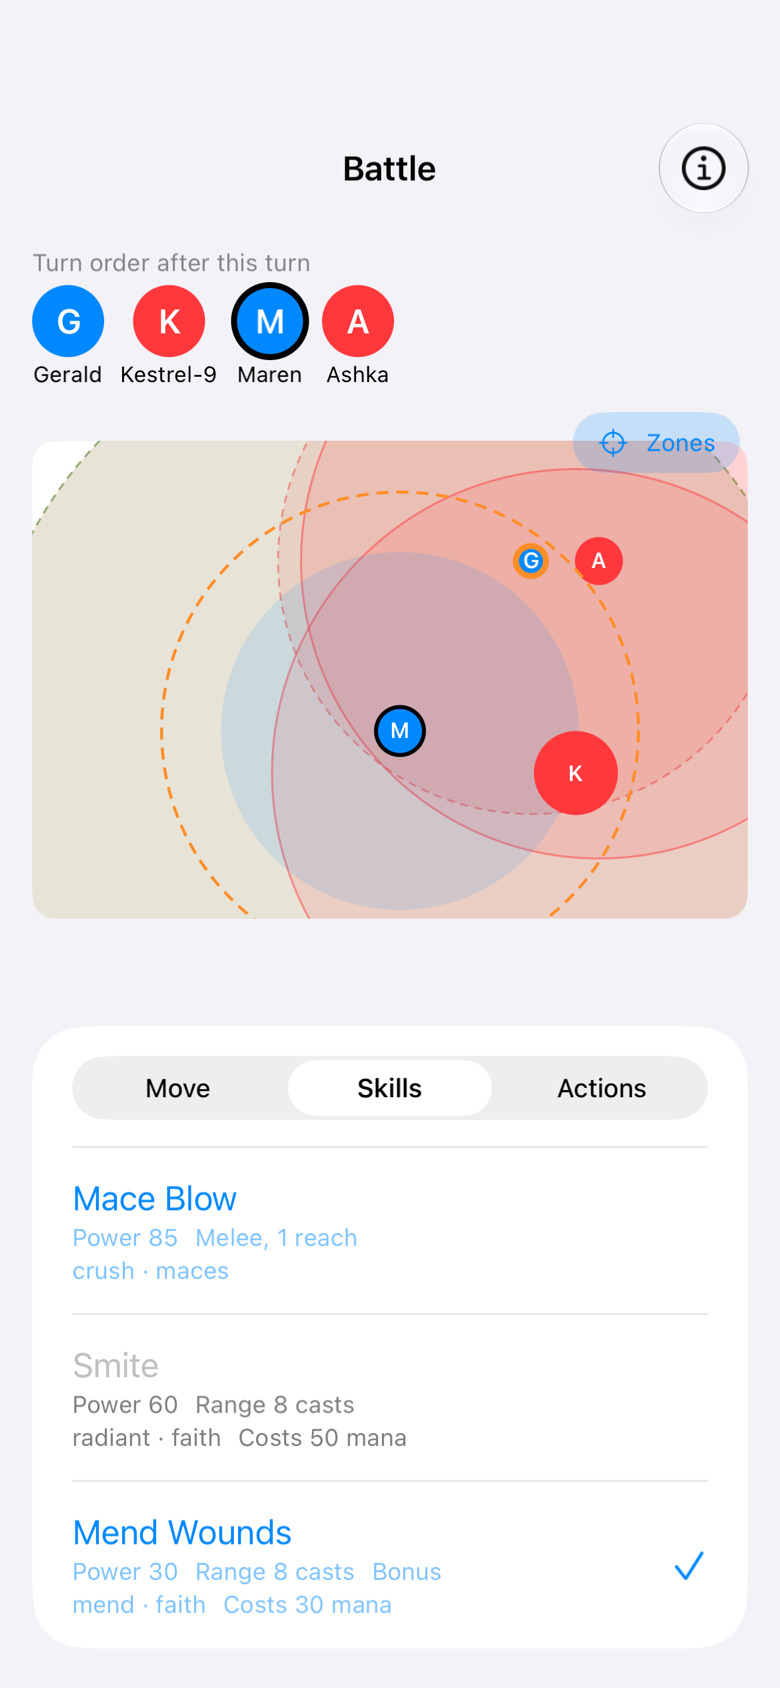 Battle
Turn order after this turn
G K M A
Gerald Kestrel-9 Maren Ashka
Zones
G A
M
K
Move Skills Actions
Mace Blow
Power 85 Melee, 1 reach
crush · maces
Smite
Power 60 Range 8 casts
radiant · faith Costs 50 mana
Mend Wounds
Power 30 Range 8 casts Bonus
mend · faith Costs 30 mana